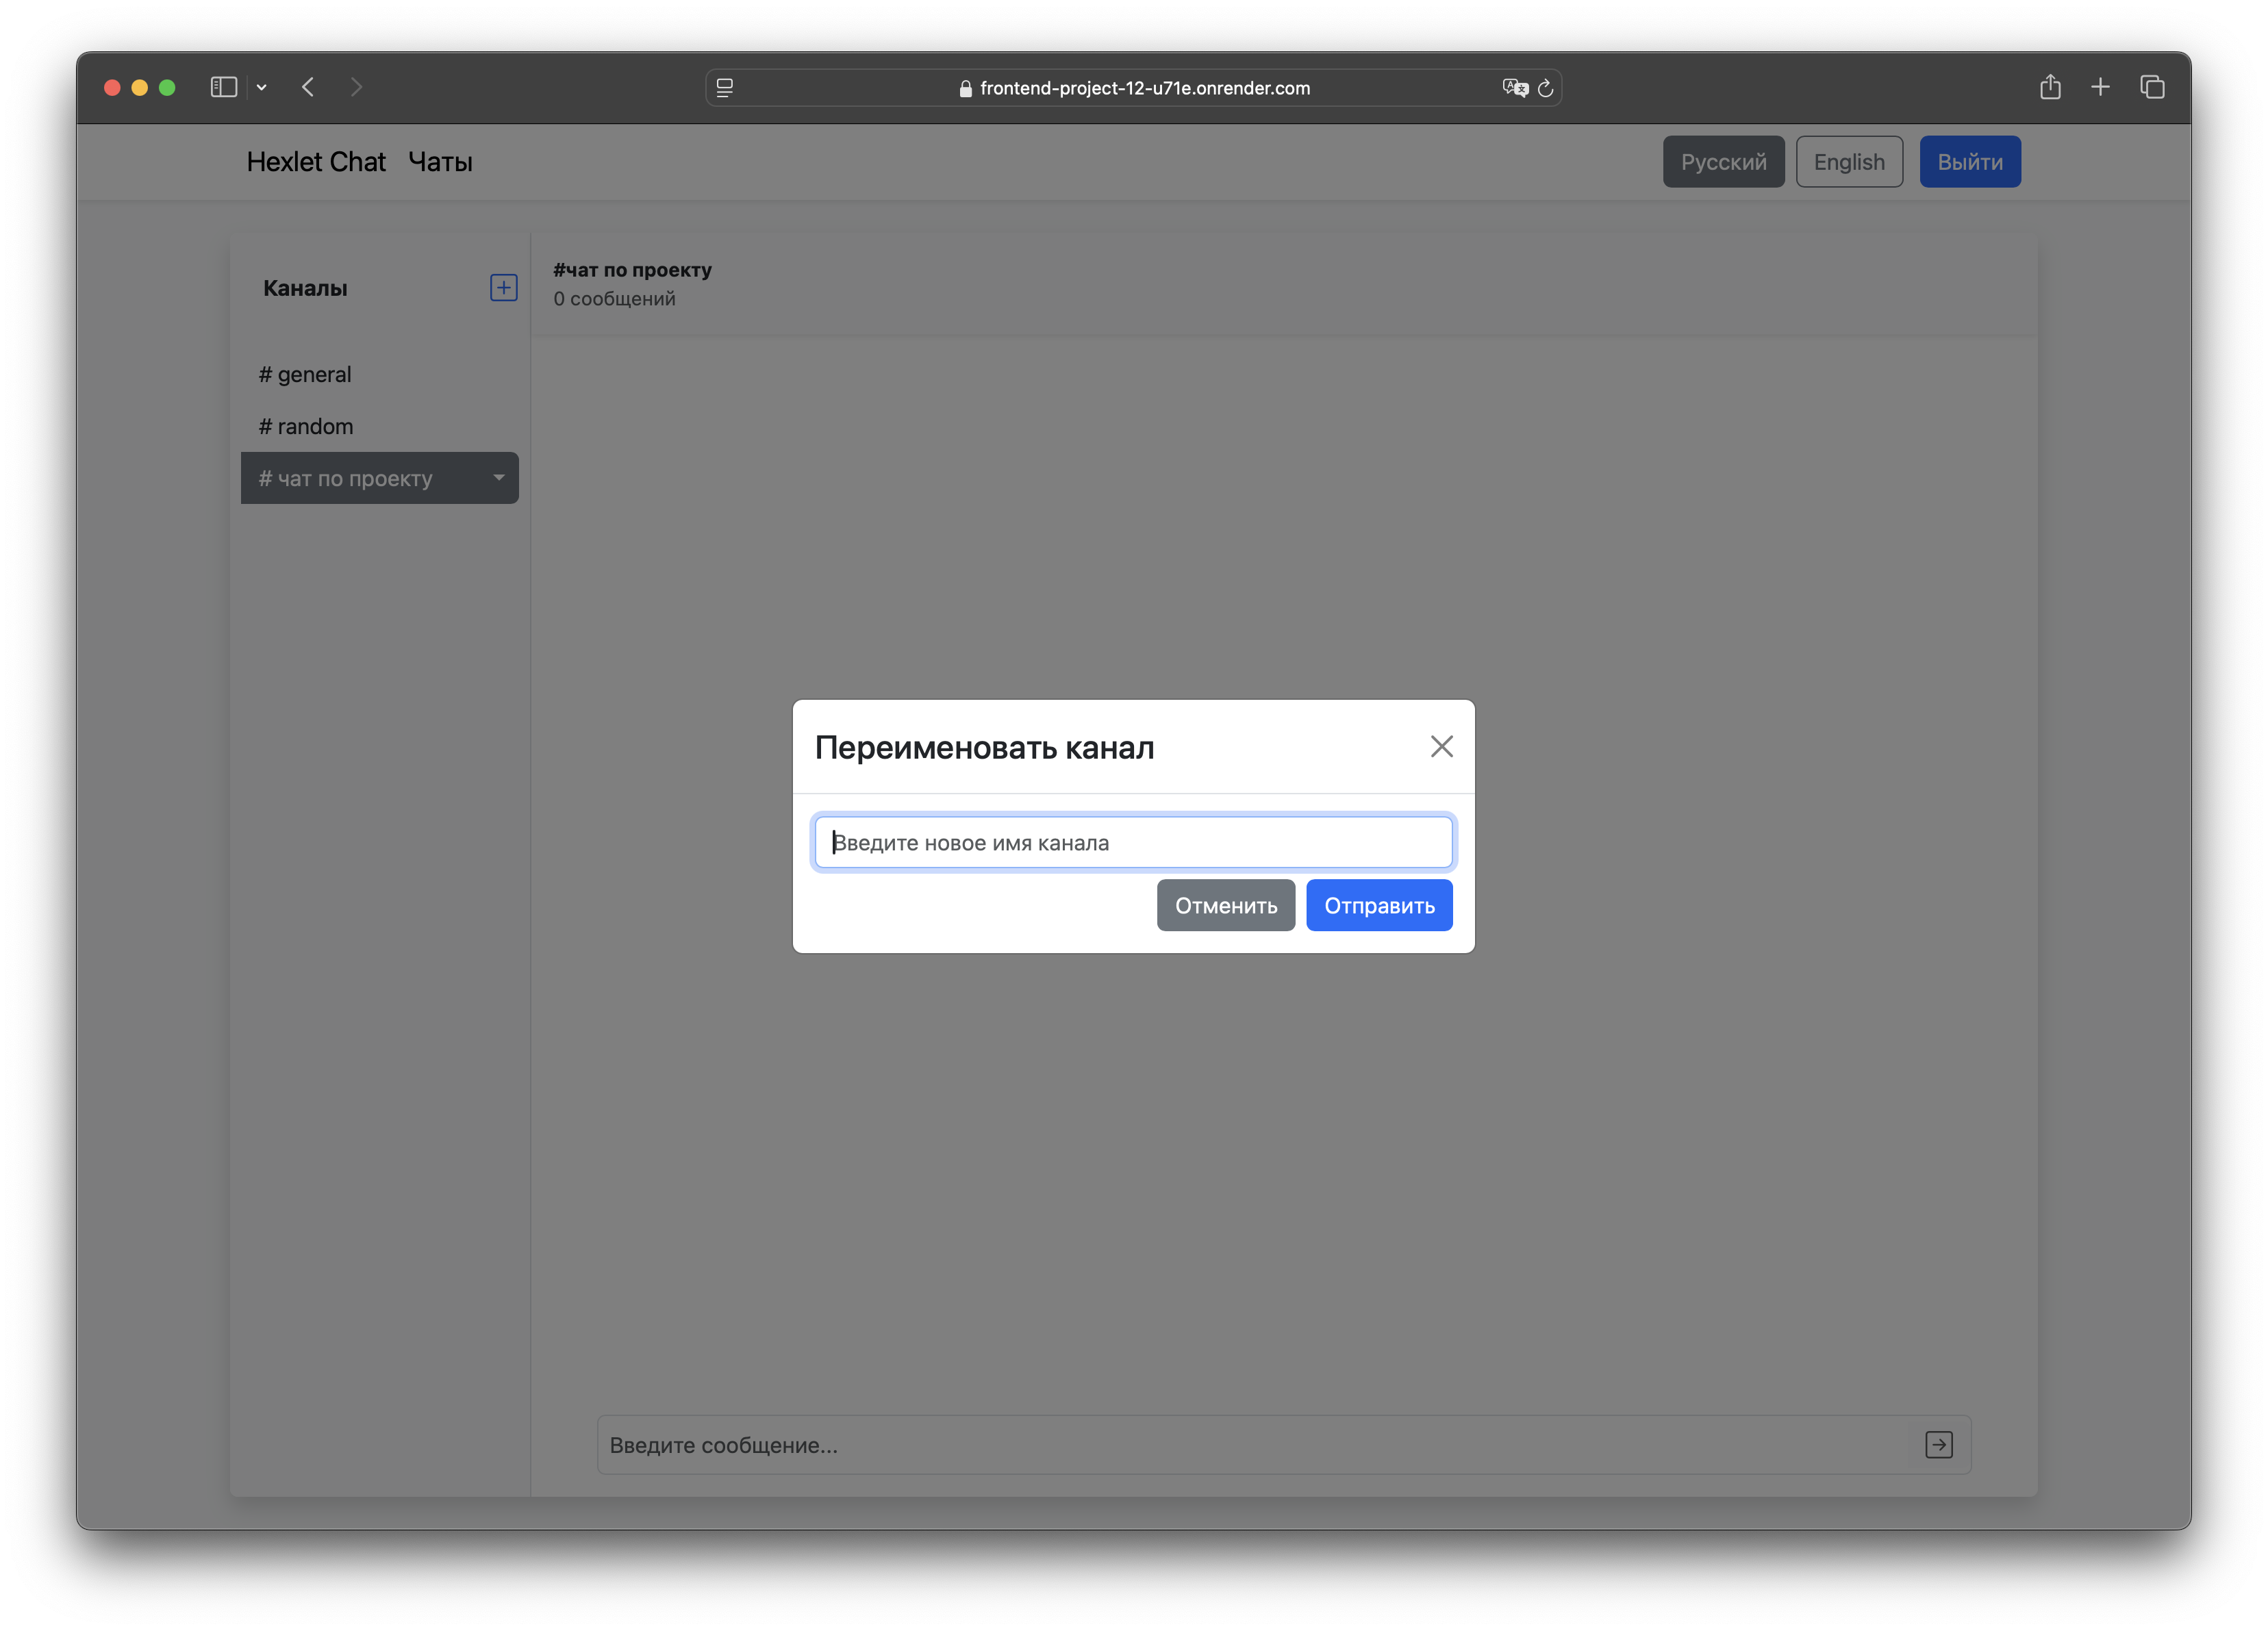 frontend-project-12-u71e.onrender.com
Hexlet Chat Чаты
Русский English Выйти
Каналы
#чат по проекту
0 сообщений
# general
# random
# чат по проекту
Переименовать канал
Введите новое имя канала
Отменить Отправить
Введите сообщение...